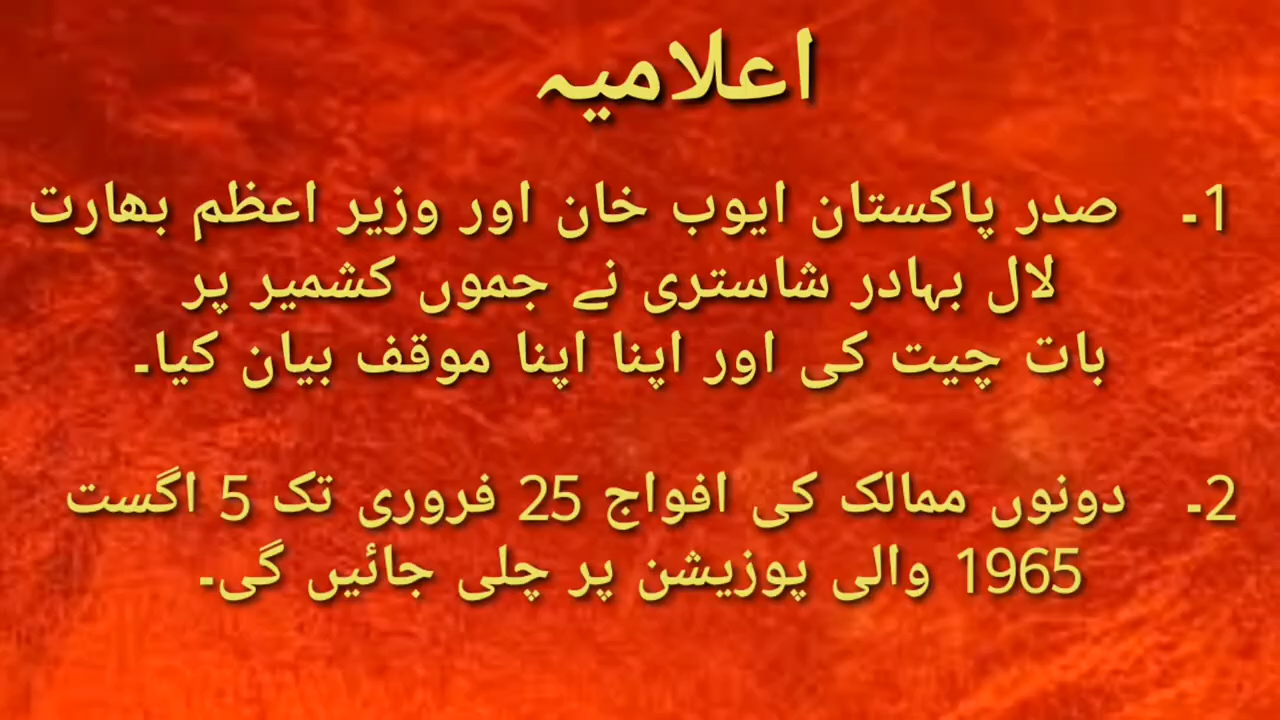 اعلامیہ
1۔ صدر پاکستان ایوب خان اور وزیر اعظم بھارت
لال بہادر شاستری نے جموں کشمیر پر
بات چیت کی اور اپنا اپنا موقف بیان کیا۔
2۔ دونوں ممالک کی افواج 25 فروری تک 5 اگست
1965 والی پوزیشن پر چلی جائیں گی۔